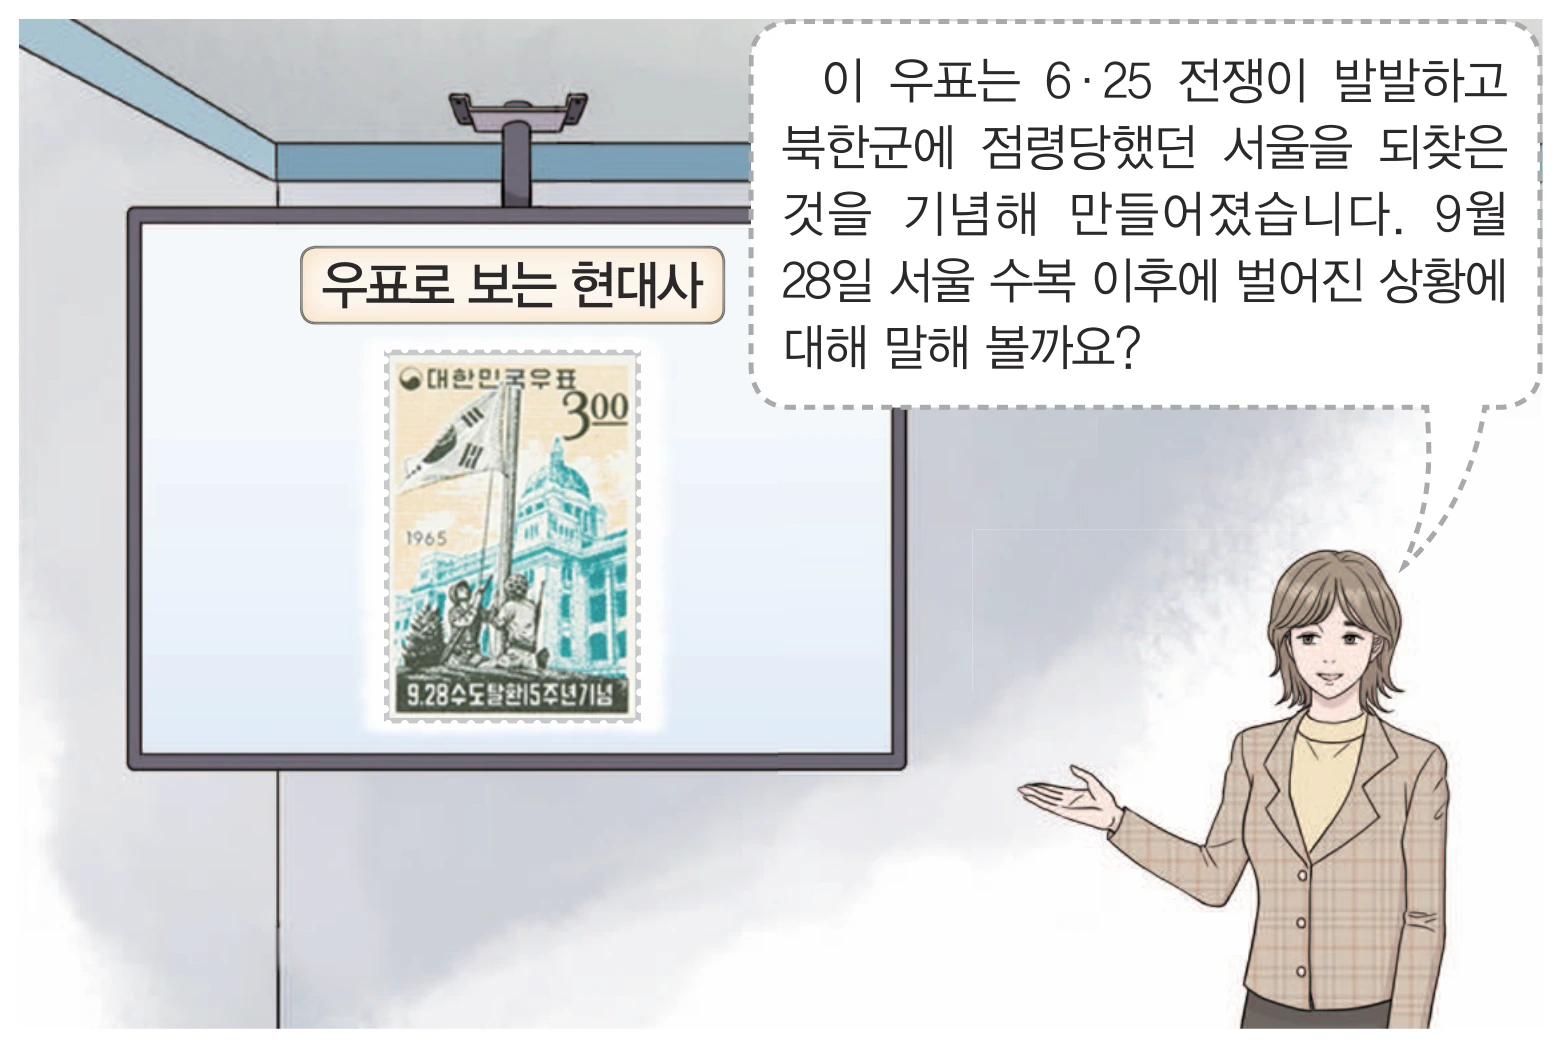 이 우표는 6·25 전쟁이 발발하고
북한군에 점령당했던 서울을 되찾은
것을 기념해 만들어졌습니다. 9월
28일 서울 수복 이후에 벌어진 상황에
대해 말해 볼까요?
우표로 보는 현대사
대한민국우표
3.00
1965
9.28수도탈환15주년기념